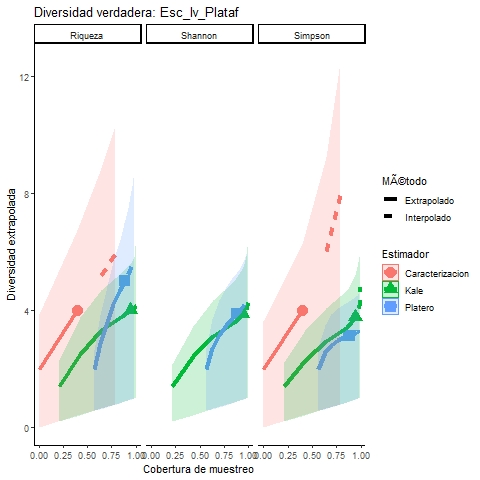 Diversidad verdadera: Esc_lv_Plataf
Riqueza Shannon Simpson
12
8
4
0
Diversidad extrapolada
0.00 0.25 0.50 0.75 1.00 0.00 0.25 0.50 0.75 1.00 0.00 0.25 0.50 0.75 1.00
Cobertura de muestreo
MÃ©todo
Extrapolado
Interpolado
Estimador
Caracterizacion
Kale
Platero